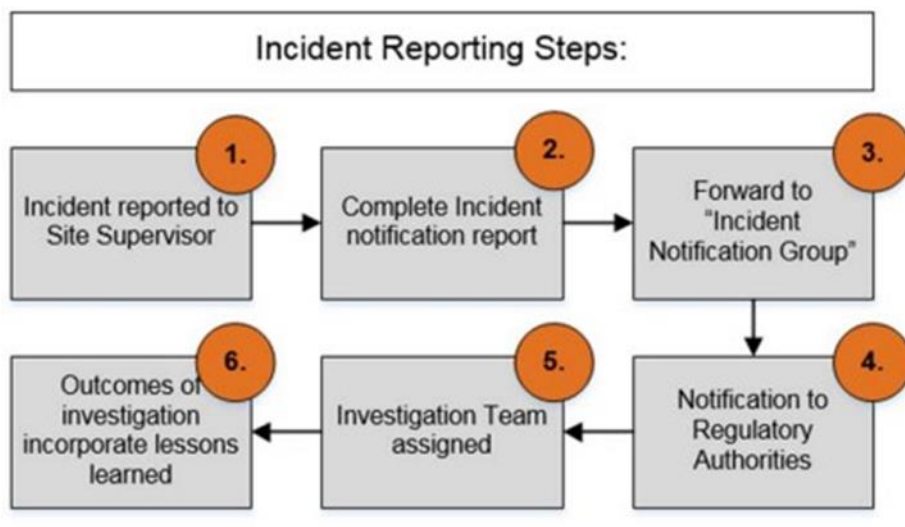 Incident Reporting Steps:
1.
Incident reported to
Site Supervisor
2.
Complete Incident
notification report
3.
Forward to
“Incident
Notification Group”
4.
Notification to
Regulatory
Authorities
5.
Investigation Team
assigned
6.
Outcomes of
investigation
incorporate lessons
learned